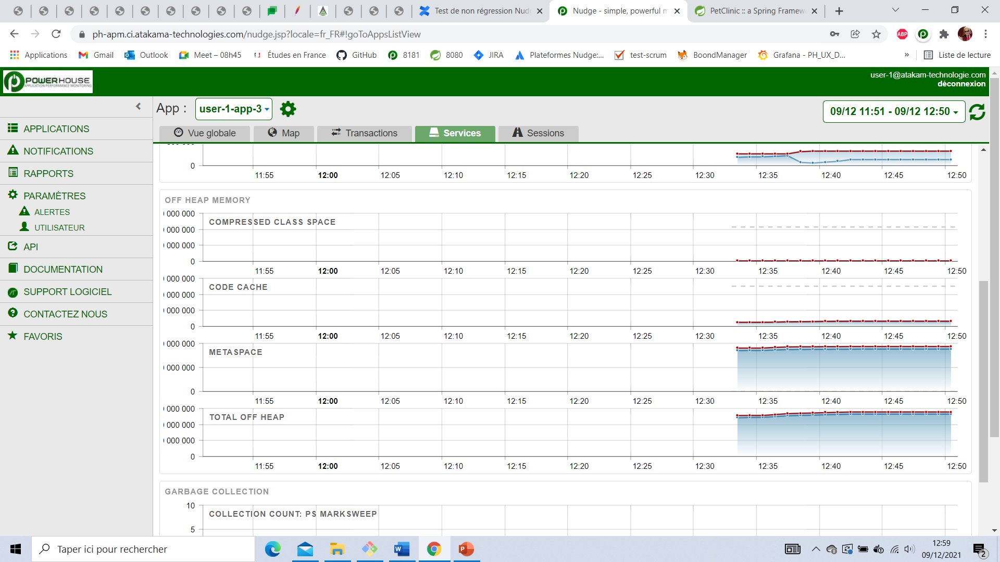 Test de non régression Nud
Nudge - simple, powerful m
PetClinic :: a Spring Framew
ph-apm.ci.atakama-technologies.com/nudge.jsp?locale=fr_FR#!goToAppsListView
ABP
Applications
Gmail
Outlook
Meet – 08h45
Études en France
GitHub
8181
8080
JIRA
Plateformes Nudge:...
test-scrum
BoondManager
Grafana - PH_UX_D...
»
Liste de lecture
POWERHOUSE
APPLICATION PERFORMANCE MONITORING
user-1@atakam-technologie.com
déconnexion
App :
user-1-app-3
09/12 11:51 - 09/12 12:50
Vue globale
Map
Transactions
Services
Sessions
APPLICATIONS
NOTIFICATIONS
RAPPORTS
PARAMÈTRES
ALERTES
UTILISATEUR
API
DOCUMENTATION
SUPPORT LOGICIEL
CONTACTEZ NOUS
FAVORIS
0
11:55 12:00 12:05 12:10 12:15 12:20 12:25 12:30 12:35 12:40 12:45 12:50
OFF HEAP MEMORY
000 000
COMPRESSED CLASS SPACE
000 000
000 000
0
11:55 12:00 12:05 12:10 12:15 12:20 12:25 12:30 12:35 12:40 12:45 12:50
000 000
CODE CACHE
000 000
000 000
0
11:55 12:00 12:05 12:10 12:15 12:20 12:25 12:30 12:35 12:40 12:45 12:50
000 000
METASPACE
000 000
0
11:55 12:00 12:05 12:10 12:15 12:20 12:25 12:30 12:35 12:40 12:45 12:50
000 000
TOTAL OFF HEAP
000 000
000 000
0
11:55 12:00 12:05 12:10 12:15 12:20 12:25 12:30 12:35 12:40 12:45 12:50
GARBAGE COLLECTION
10
COLLECTION COUNT: PS MARKSWEEP
5
Taper ici pour rechercher
12:59
09/12/2021
2